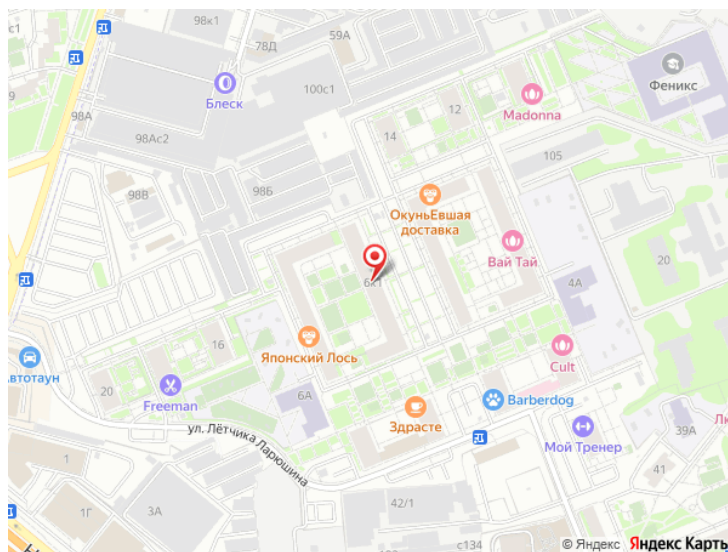 98к1
59А
78Д
100с1
Блеск
98А
98Ас2
12
Madonna
14
Феникс
105
98В
98Б
ОкуньЕвшая
доставка
Вай Тай
20
4А
6к1
16
Японский Лось
Cult
Автотаун
20
Freeman
6А
Barberdog
Здрасте
ул. Лётчика Ларюшина
Мой Тренер
39А
41
1
1Г
3А
42/1
с134
© Яндекс Яндекс Карты